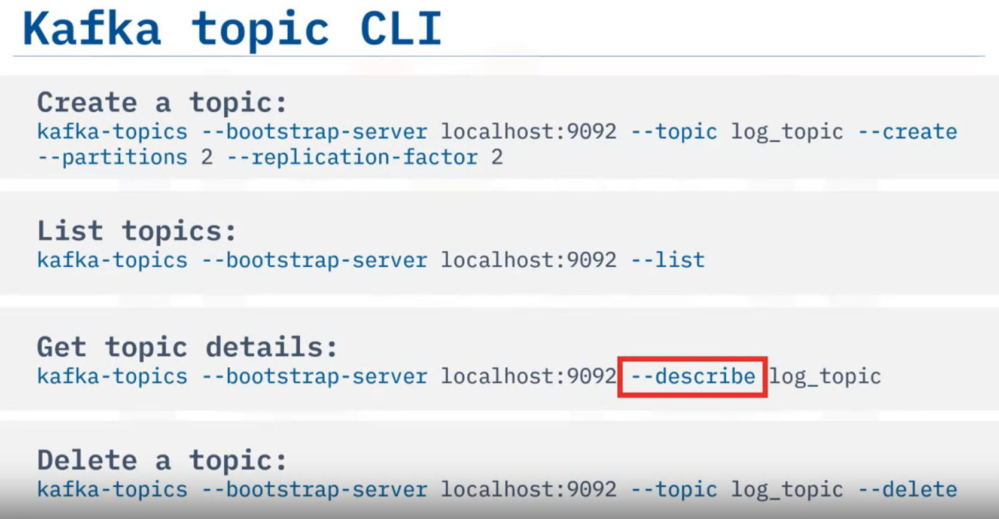 Kafka topic CLI
Create a topic:
kafka-topics --bootstrap-server localhost:9092 --topic log_topic --create
--partitions 2 --replication-factor 2
List topics:
kafka-topics --bootstrap-server localhost:9092 --list
Get topic details:
kafka-topics --bootstrap-server localhost:9092 --describe log_topic
Delete a topic:
kafka-topics --bootstrap-server localhost:9092 --topic log_topic --delete